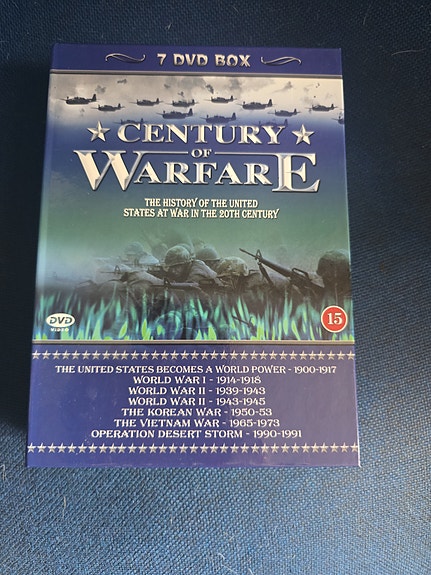 7 DVD BOX
CENTURY
OF
WARFARE
THE HISTORY OF THE UNITED
STATES AT WAR IN THE 20TH CENTURY
DVD
VIDEO
15
THE UNITED STATES BECOMES A WORLD POWER - 1900-1917
WORLD WAR I - 1914-1918
WORLD WAR II - 1939-1943
WORLD WAR II - 1943-1945
THE KOREAN WAR - 1950-53
THE VIETNAM WAR - 1965-1973
OPERATION DESERT STORM - 1990-1991